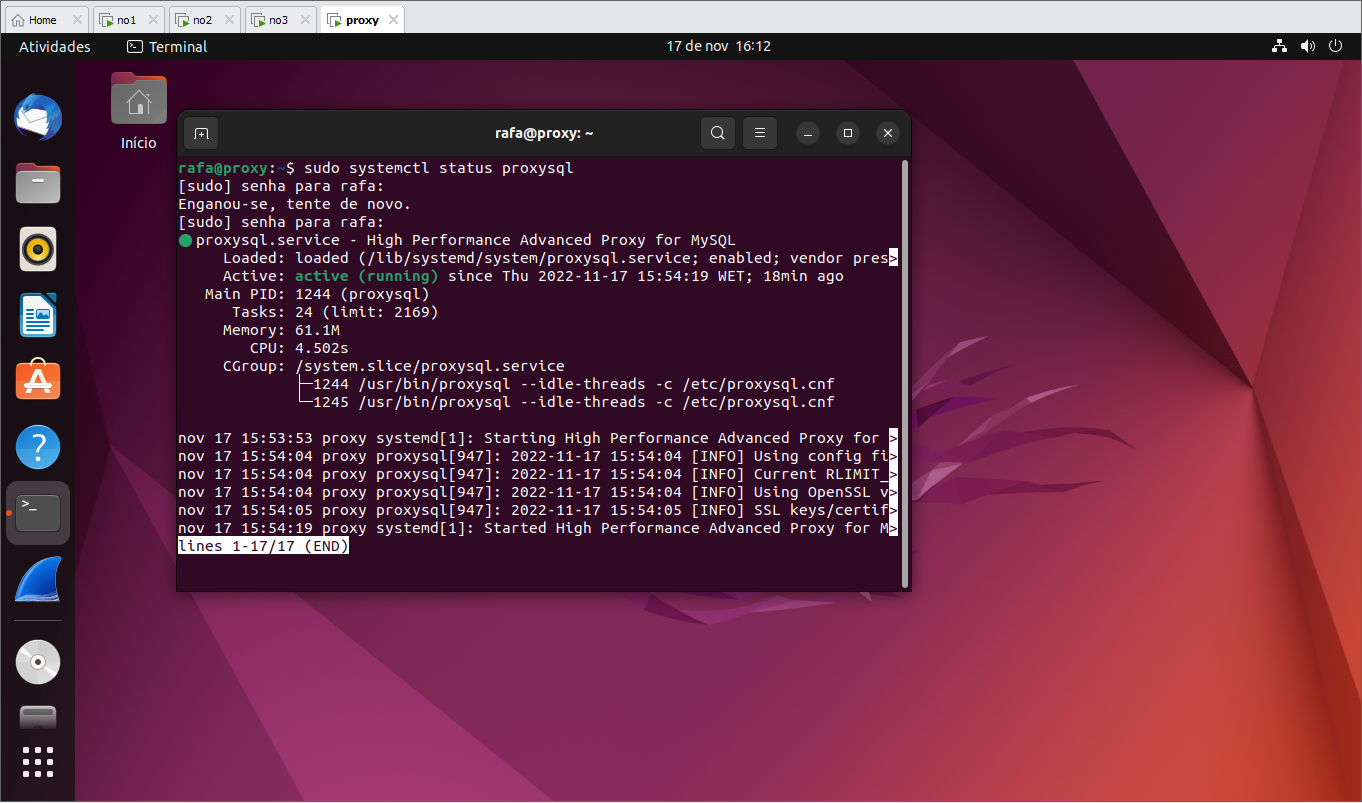 Home
no1
no2
no3
proxy
Atividades
Terminal
17 de nov 16:12
Início
rafa@proxy: ~
rafa@proxy:~$ sudo systemctl status proxysql
[sudo] senha para rafa:
Enganou-se, tente de novo.
[sudo] senha para rafa:
proxysql.service - High Performance Advanced Proxy for MySQL
Loaded: loaded (/lib/systemd/system/proxysql.service; enabled; vendor pres>
Active: active (running) since Thu 2022-11-17 15:54:19 WET; 18min ago
Main PID: 1244 (proxysql)
Tasks: 24 (limit: 2169)
Memory: 61.1M
CPU: 4.502s
CGroup: /system.slice/proxysql.service
├─1244 /usr/bin/proxysql --idle-threads -c /etc/proxysql.cnf
└─1245 /usr/bin/proxysql --idle-threads -c /etc/proxysql.cnf
nov 17 15:53:53 proxy systemd[1]: Starting High Performance Advanced Proxy for >
nov 17 15:54:04 proxy proxysql[947]: 2022-11-17 15:54:04 [INFO] Using config fi>
nov 17 15:54:04 proxy proxysql[947]: 2022-11-17 15:54:04 [INFO] Current RLIMIT_>
nov 17 15:54:04 proxy proxysql[947]: 2022-11-17 15:54:04 [INFO] Using OpenSSL v>
nov 17 15:54:05 proxy proxysql[947]: 2022-11-17 15:54:05 [INFO] SSL keys/certif>
nov 17 15:54:19 proxy systemd[1]: Started High Performance Advanced Proxy for M>
lines 1-17/17 (END)